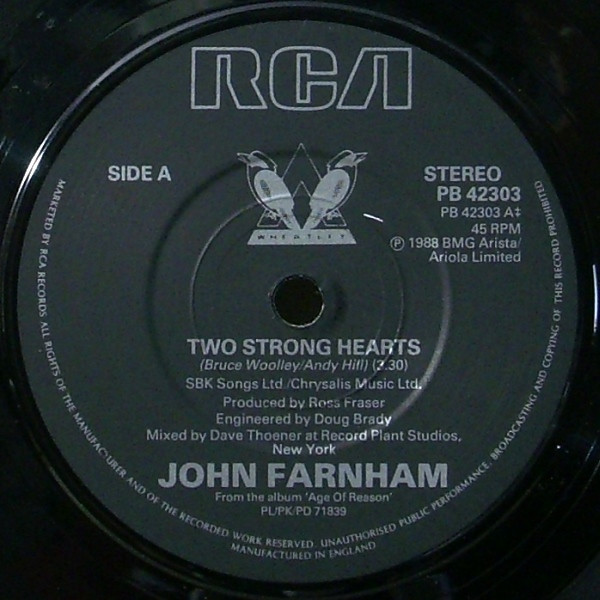 RCA
SIDE A
WHEATLEY
STEREO
PB 42303
PB 42303 A‡
45 RPM
℗ 1988 BMG Arista/
Ariola Limited
TWO STRONG HEARTS
(Bruce Woolley/Andy Hill) (3.30)
SBK Songs Ltd./Chrysalis Music Ltd.
Produced by Ross Fraser
Engineered by Doug Brady
Mixed by Dave Thoener at Record Plant Studios,
New York
JOHN FARNHAM
From the album 'Age Of Reason'
PL/PK/PD 71839
MARKETED BY RCA RECORDS ALL RIGHTS OF THE MANUFACTURER AND OF THE RECORDED WORK RESERVED. UNAUTHORISED PUBLIC PERFORMANCE, BROADCASTING AND COPYING OF THIS RECORD PROHIBITED
MANUFACTURED IN ENGLAND